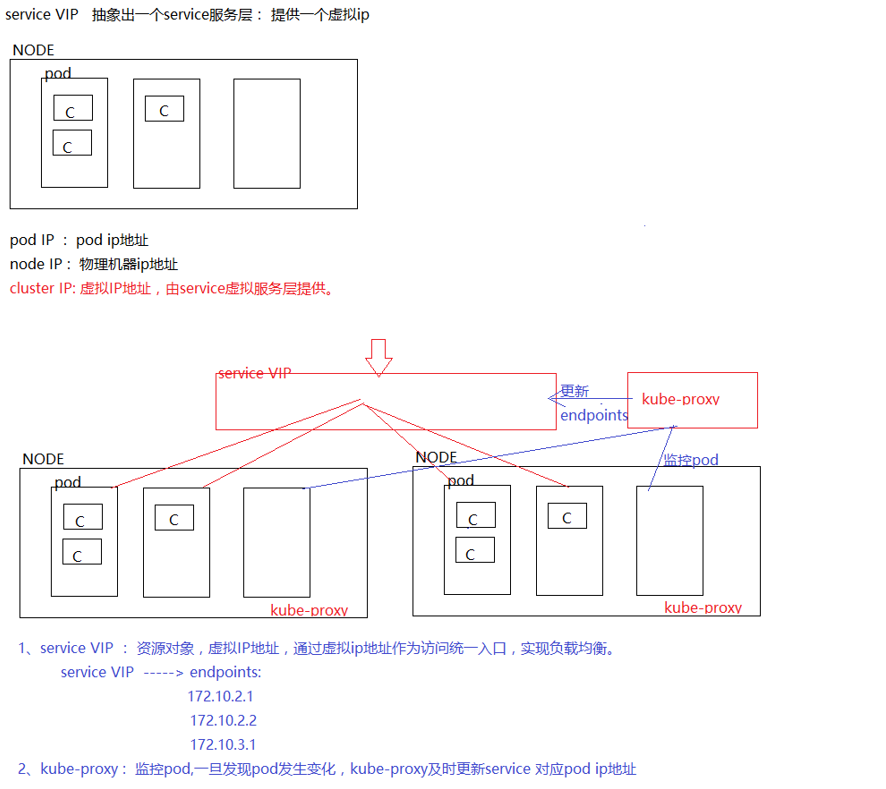 service VIP 抽象出一个service服务层： 提供一个虚拟ip
NODE
pod
C
C
C
pod IP ： pod ip地址
node IP： 物理机器ip地址
cluster IP: 虚拟IP地址，由service虚拟服务层提供。
service VIP
更新
endpoints
kube-proxy
监控pod
NODE
pod
C
C
C
kube-proxy
NODE
pod
C
C
C
kube-proxy
1、service VIP ： 资源对象，虚拟IP地址，通过虚拟ip地址作为访问统一入口，实现负载均衡。
service VIP -----> endpoints:
172.10.2.1
172.10.2.2
172.10.3.1
2、kube-proxy： 监控pod,一旦发现pod发生变化，kube-proxy及时更新service 对应pod ip地址